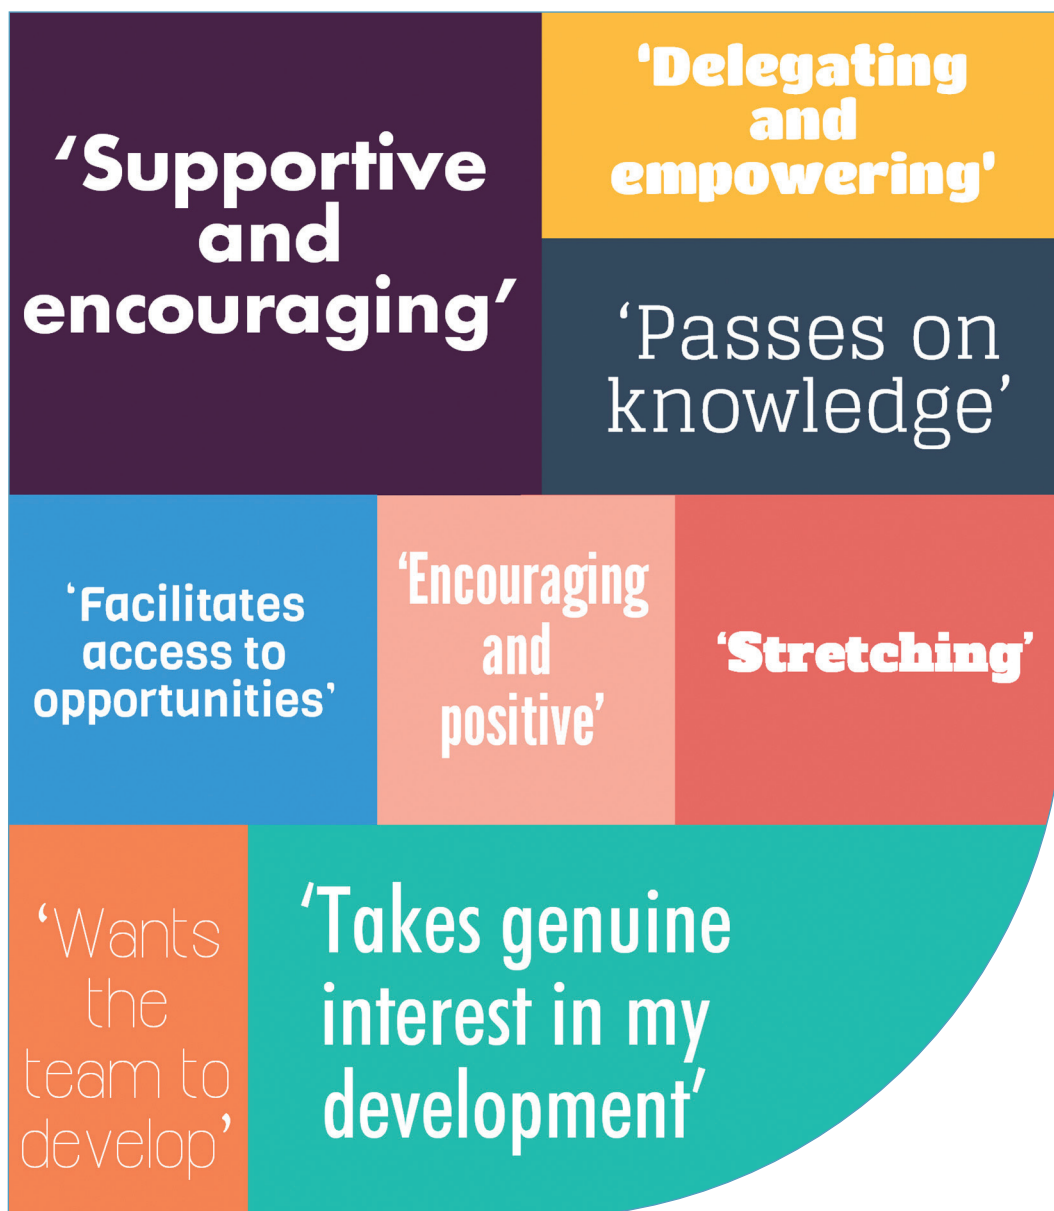 ‘Supportive
and
encouraging’
'Delegating
and
empowering'
‘Passes on
knowledge’
‘Facilitates
access to
opportunities’
‘Encouraging
and
positive’
‘Stretching’
‘Wants
the
team to
develop’
‘Takes genuine
interest in my
development’